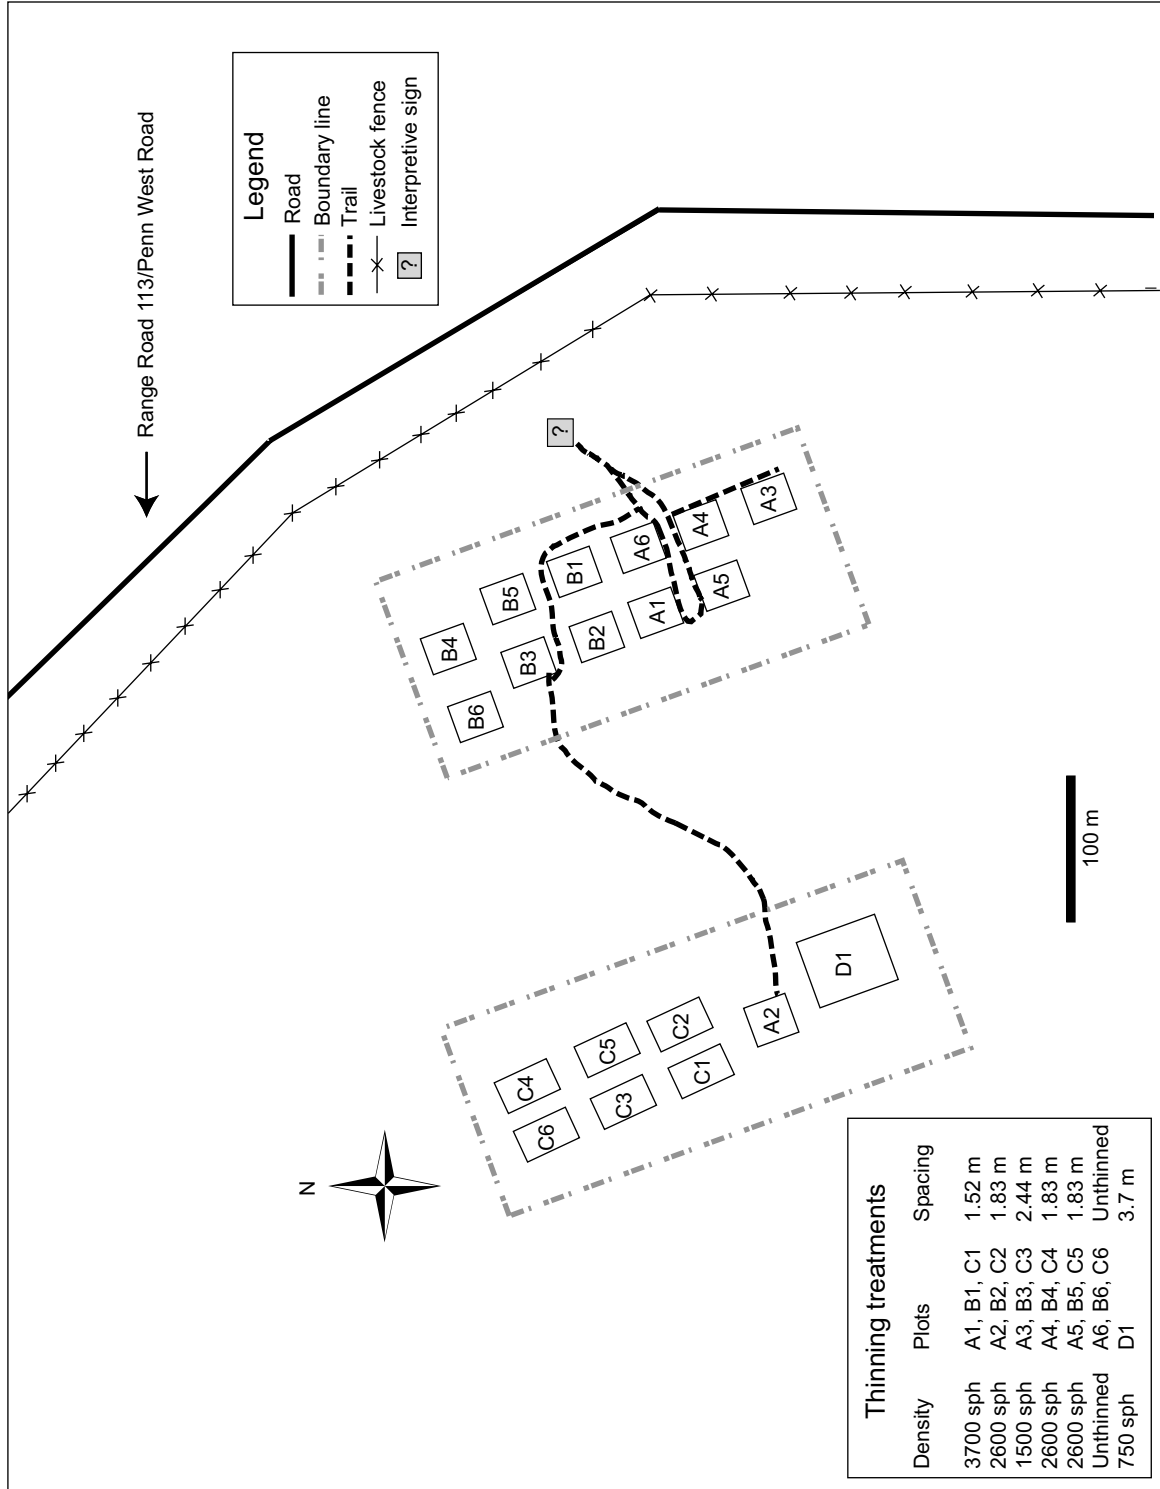 Range Road 113/Penn West Road
Legend
Road
Boundary line
Trail
Livestock fence
? Interpretive sign
N
?
B4
B5
B1
A6
A4
A3
B6
B3
B2
A1
A5
C4
C5
C2
A2
D1
C6
C3
C1
100 m
Thinning treatments
Density Plots Spacing
3700 sph A1, B1, C1 1.52 m
2600 sph A2, B2, C2 1.83 m
1500 sph A3, B3, C3 2.44 m
2600 sph A4, B4, C4 1.83 m
2600 sph A5, B5, C5 1.83 m
Unthinned A6, B6, C6 Unthinned
750 sph D1 3.7 m